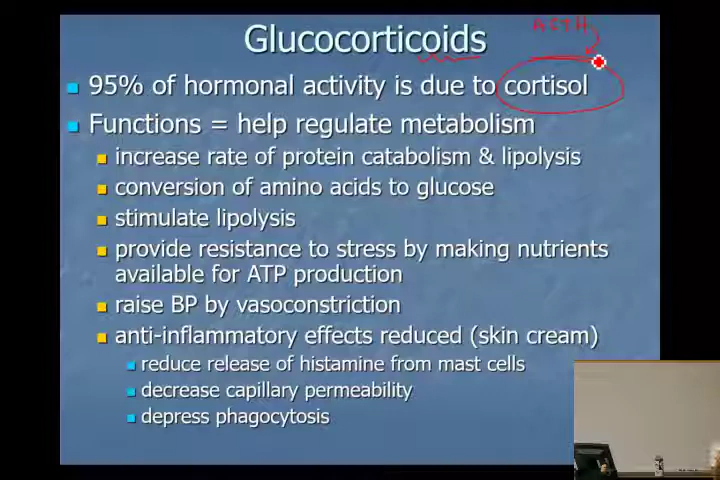 ACTH
Glucocorticoids
95% of hormonal activity is due to cortisol
Functions = help regulate metabolism
increase rate of protein catabolism & lipolysis
conversion of amino acids to glucose
stimulate lipolysis
provide resistance to stress by making nutrients
available for ATP production
raise BP by vasoconstriction
anti-inflammatory effects reduced (skin cream)
reduce release of histamine from mast cells
decrease capillary permeability
depress phagocytosis